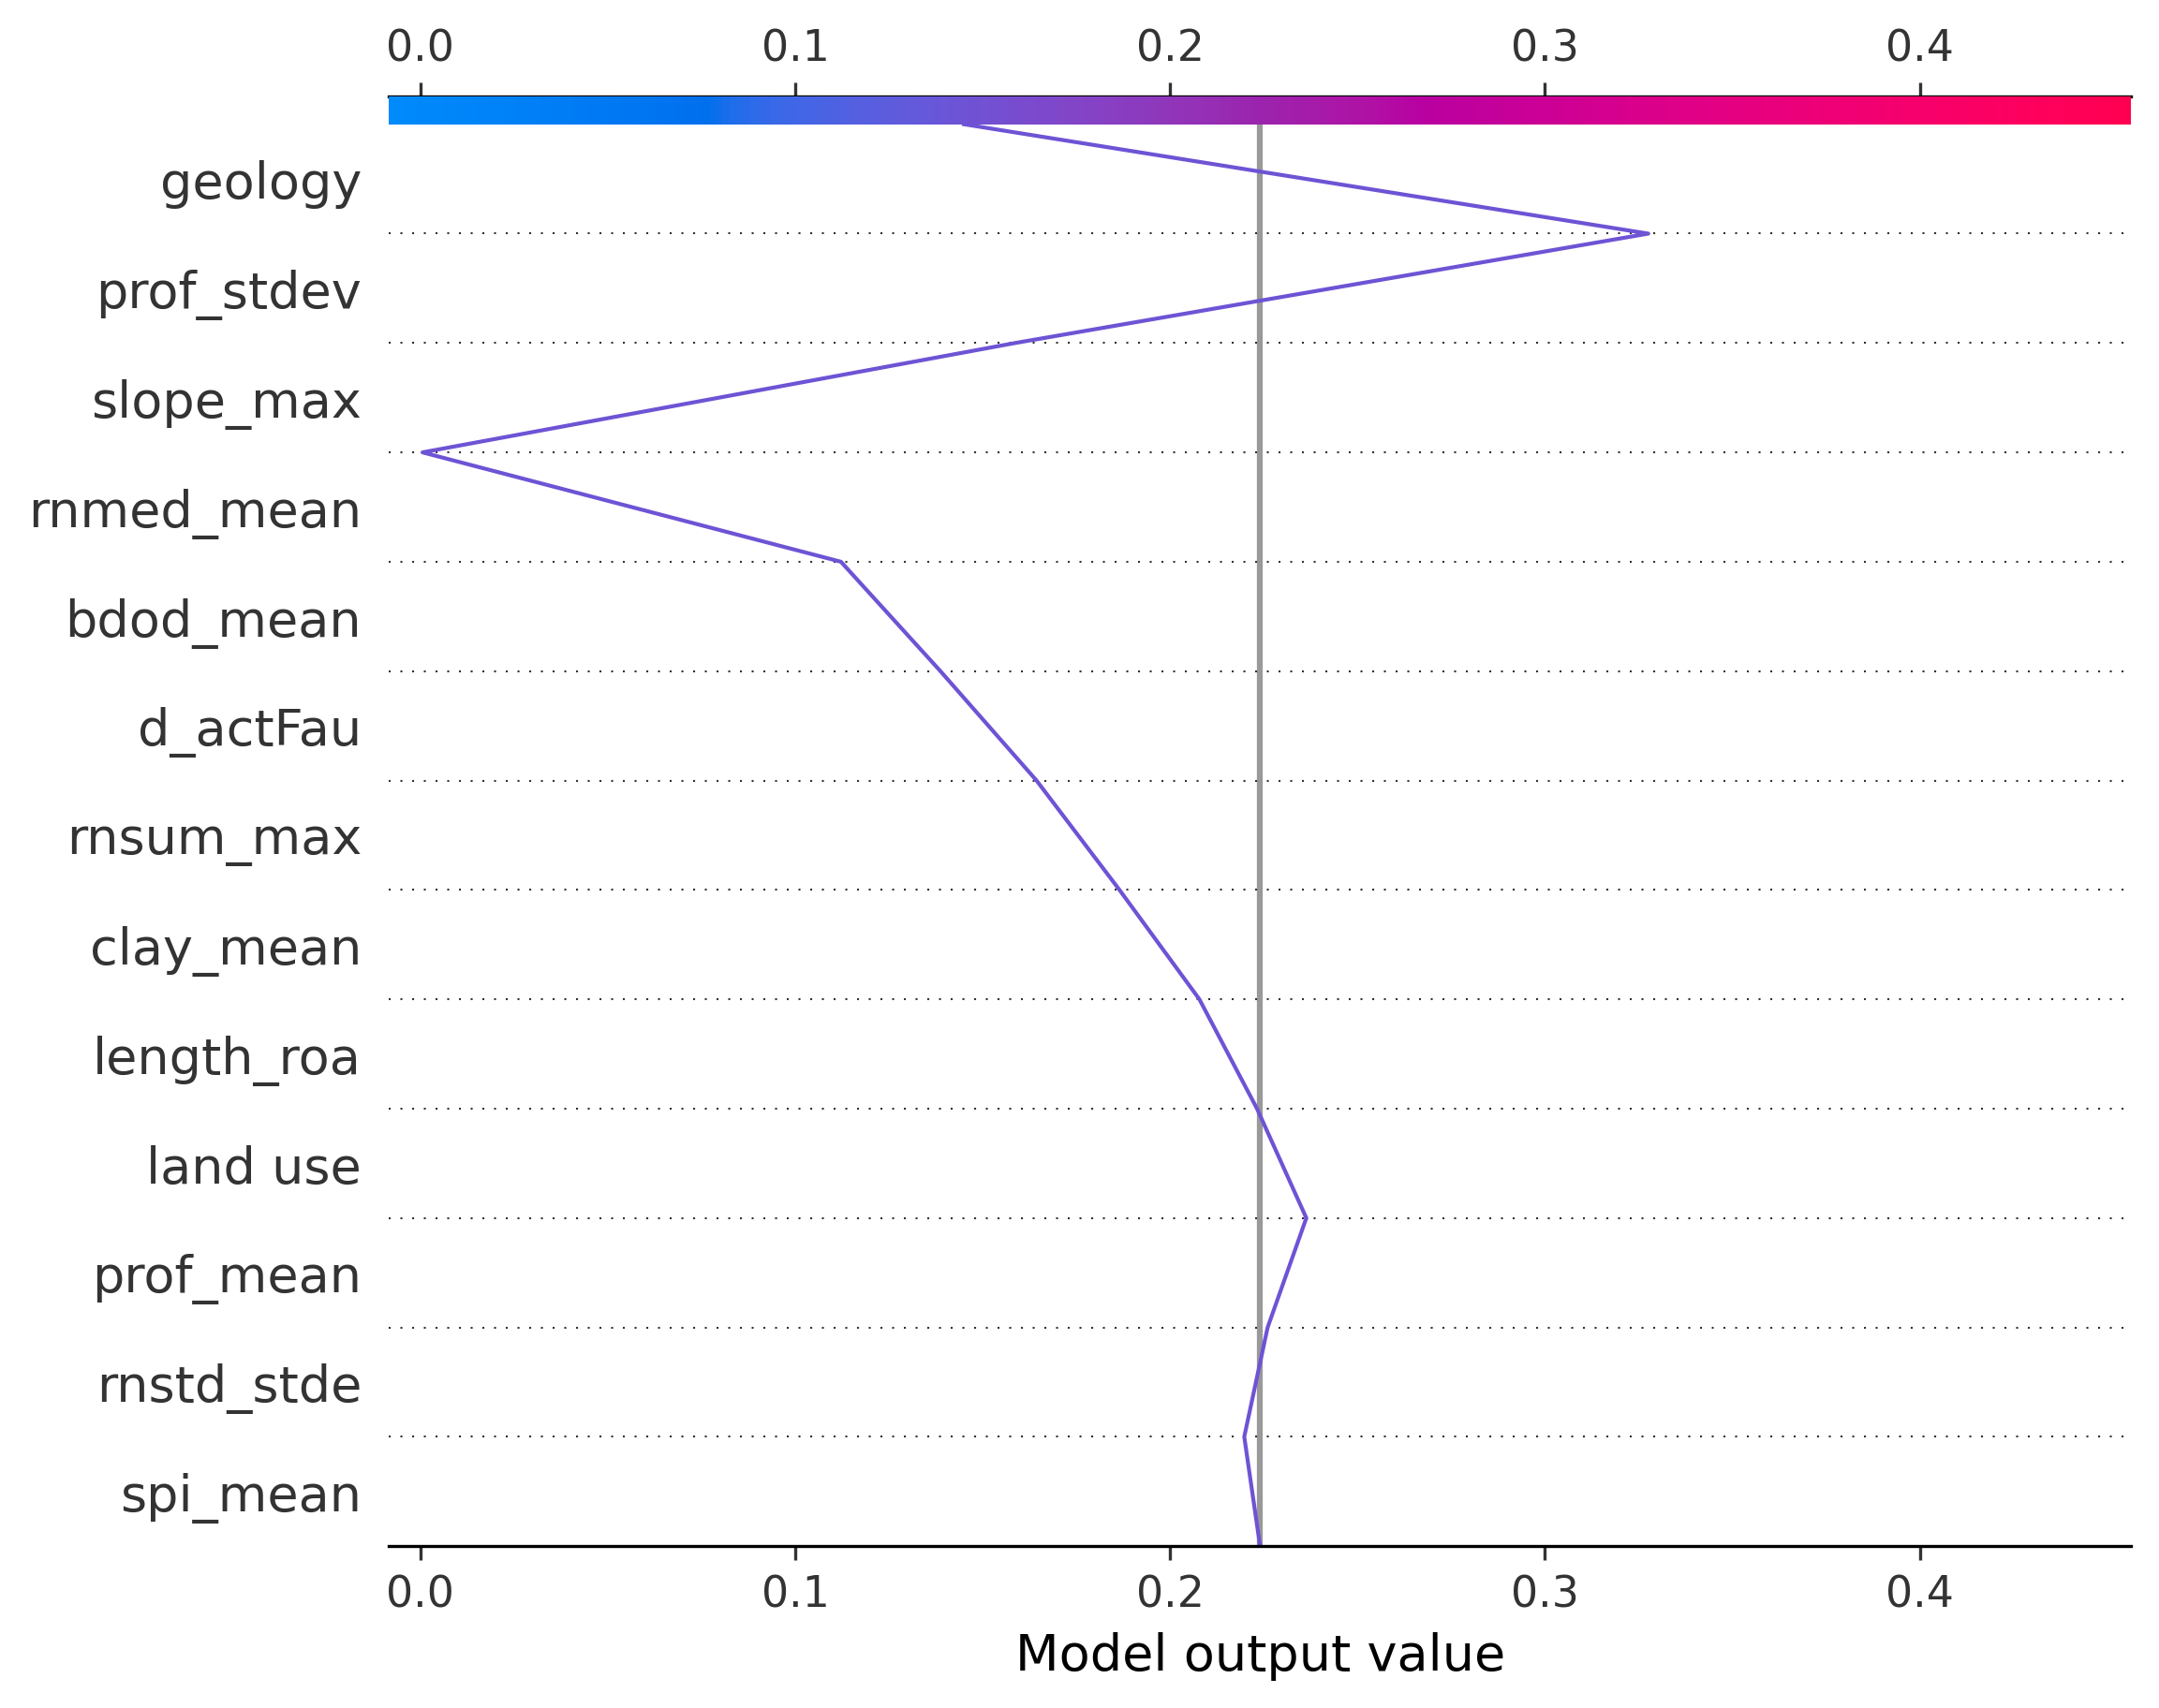 0.0 0.1 0.2 0.3 0.4
geology
prof_stdev
slope_max
rnmed_mean
bdod_mean
d_actFau
rnsum_max
clay_mean
length_roa
land use
prof_mean
rnstd_stde
spi_mean
0.0 0.1 0.2 0.3 0.4
Model output value